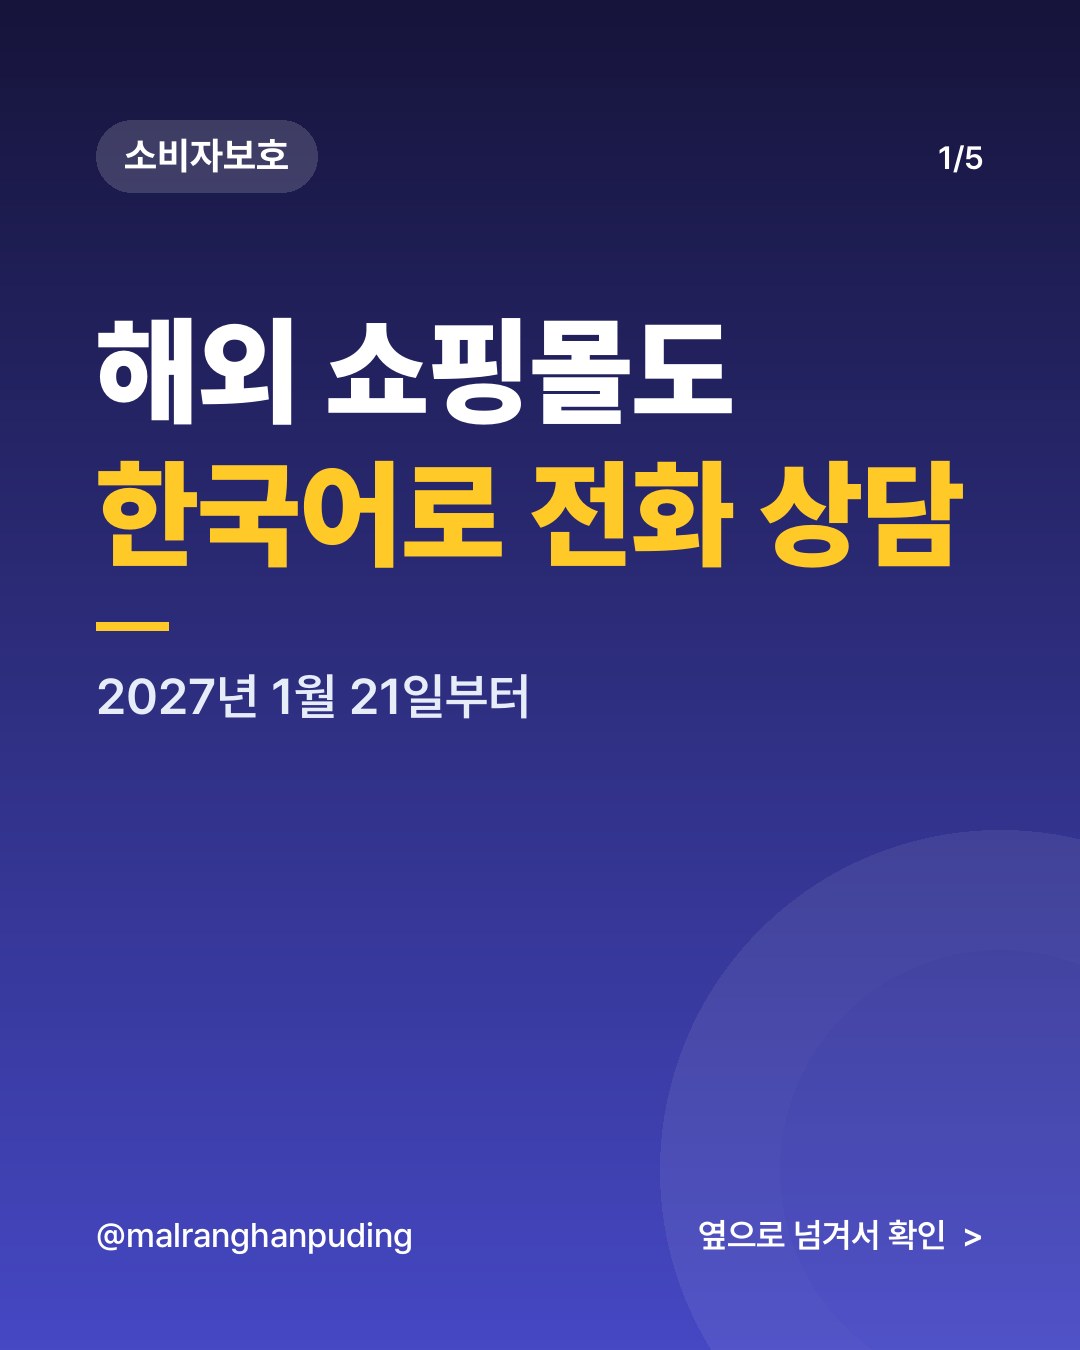 소비자보호
1/5
해외 쇼핑몰도
한국어로 전화 상담
2027년 1월 21일부터
@malranghanpuding
옆으로 넘겨서 확인 >